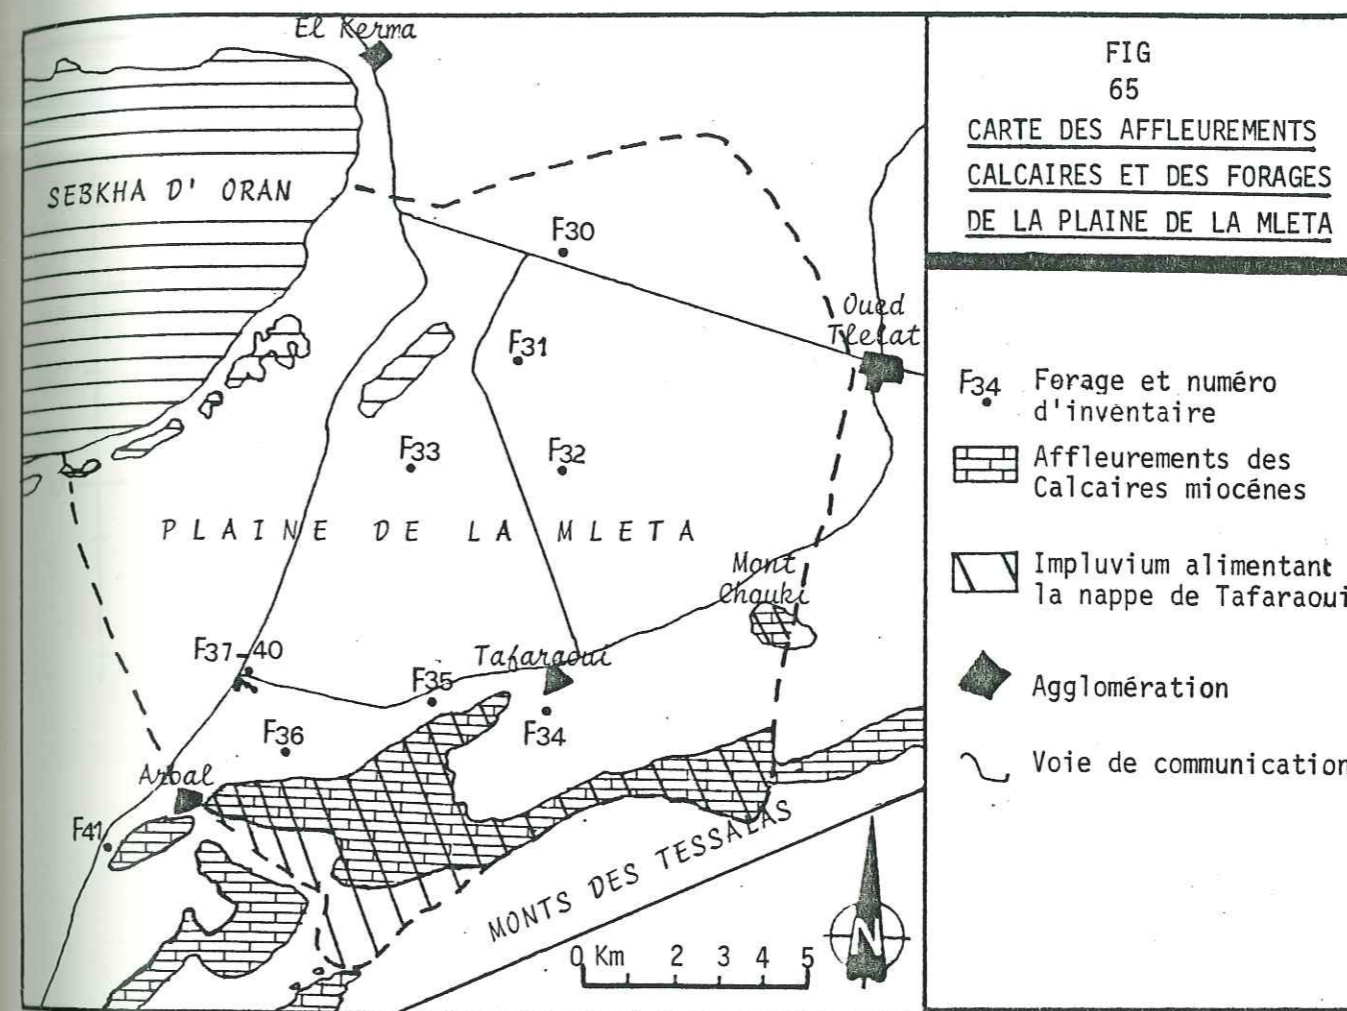 El Kerma
SEBKHA D' ORAN
F30
Oued
Tlelat
F31
F33
F32
PLAINE DE LA MLETA
Mont
Chouki
F37-40
Tafaraoui
F35
F34
F36
Arbal
F41
MONTS DES TESSALAS
0 Km 2 3 4 5
N
FIG
65
CARTE DES AFFLEUREMENTS
CALCAIRES ET DES FORAGES
DE LA PLAINE DE LA MLETA
F34 Forage et numéro
d'inventaire
Affleurements des
Calcaires miocénes
Impluvium alimentant
la nappe de Tafaraoui
Agglomération
Voie de communication